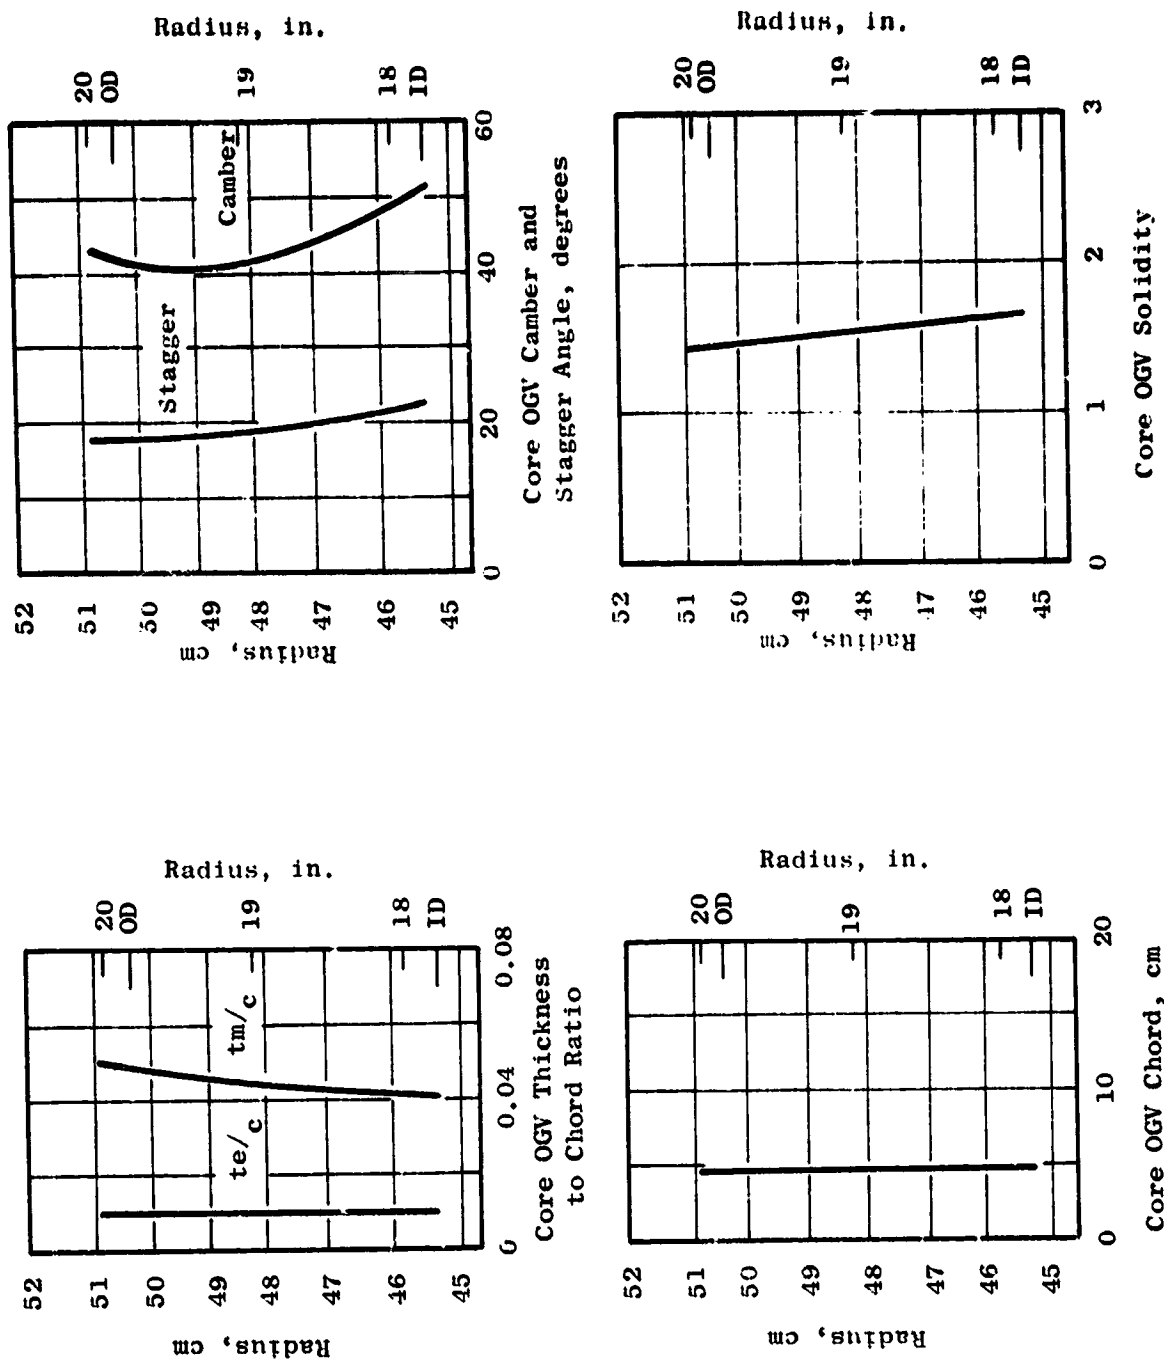 Radius, in.
20
OD
19
18
ID
52
51
50
49
48
47
46
45
Radius, cm
0
20
40
60
Stagger
Camber
Core OGV Camber and
Stagger Angle, degrees
Radius, in.
20
OD
19
18
ID
52
51
50
49
48
47
46
45
Radius, cm
0
1
2
3
Core OGV Solidity
Radius, in.
20
OD
19
18
ID
52
51
50
49
48
47
46
45
Radius, cm
0
0.04
0.08
te/c
tm/c
Core OGV Thickness
to Chord Ratio
Radius, in.
20
OD
19
18
ID
52
51
50
49
48
47
46
45
Radius, cm
0
10
20
Core OGV Chord, cm